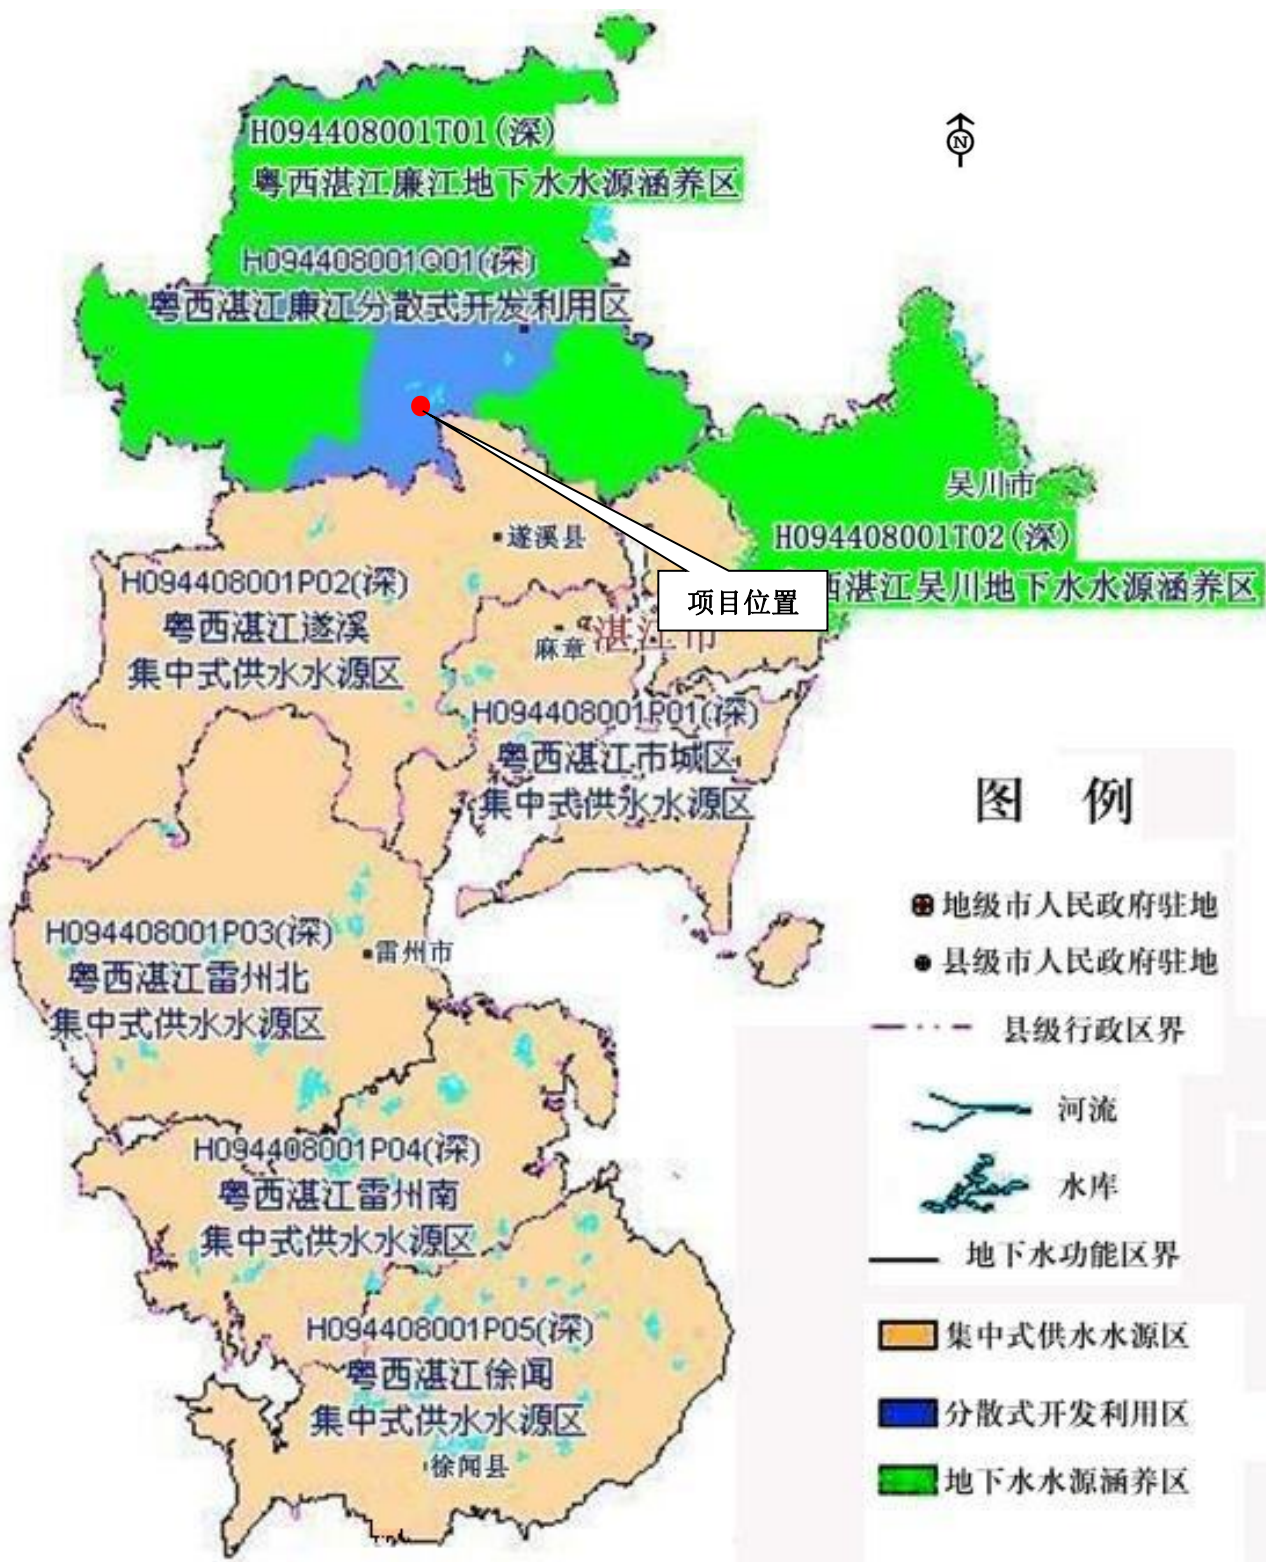 H094408001T01(深)
粤西湛江廉江地下水水源涵养区
N
H094408001Q01(深)
粤西湛江廉江分散式开发利用区
吴川市
H094408001T02(深)
西湛江吴川地下水水源涵养区
遂溪县
H094408001P02(深)
粤西湛江遂溪
集中式供水水源区
项目位置
麻章
湛江市
H094408001P01(深)
粤西湛江市城区
集中式供水水源区
H094408001P03(深)
粤西湛江雷州北
集中式供水水源区
雷州市
H094408001P04(深)
粤西湛江雷州南
集中式供水水源区
H094408001P05(深)
粤西湛江徐闻
集中式供水水源区
徐闻县
图 例
地级市人民政府驻地
县级市人民政府驻地
县级行政区界
河流
水库
地下水功能区界
集中式供水水源区
分散式开发利用区
地下水水源涵养区